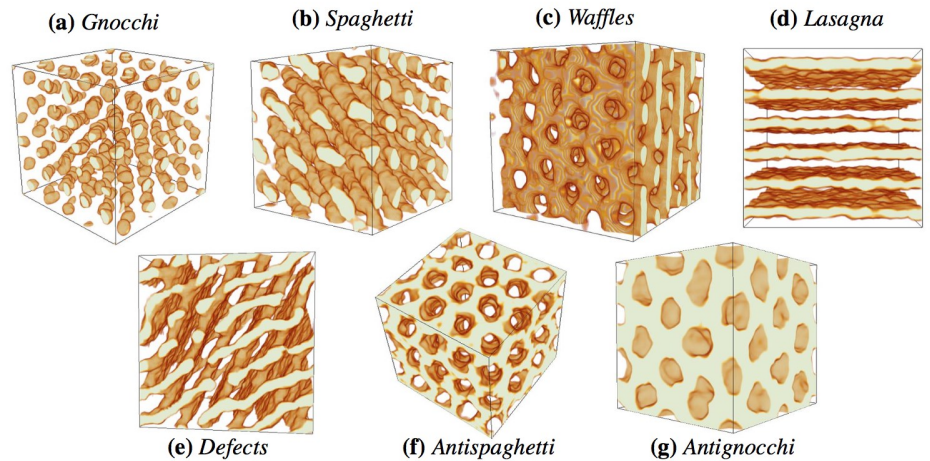 (a) Gnocchi
(b) Spaghetti
(c) Waffles
(d) Lasagna
(e) Defects
(f) Antispaghetti
(g) Antignocchi